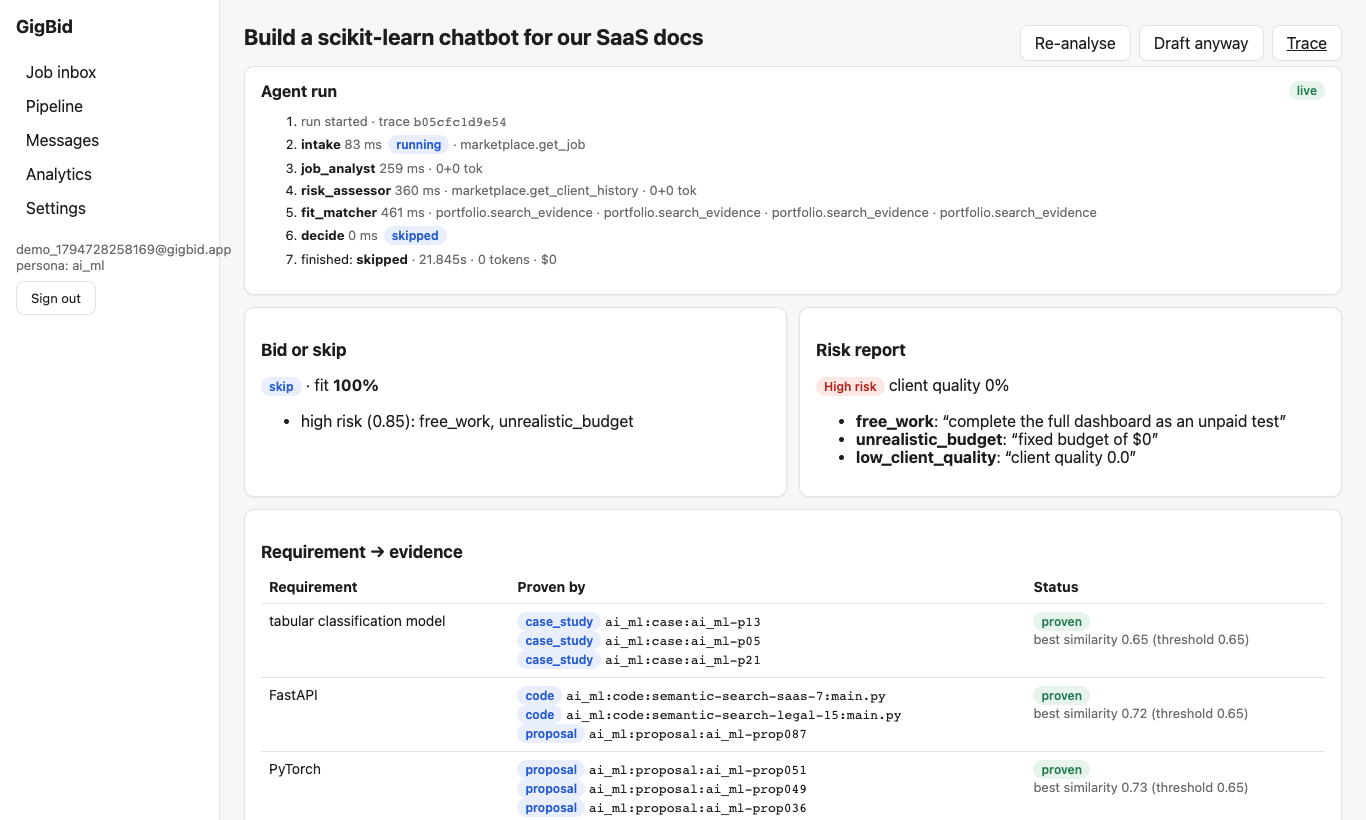 GigBid
Job inbox
Pipeline
Messages
Analytics
Settings
demo_1794728258169@gigbid.app
persona: ai_ml
Sign out
Build a scikit-learn chatbot for our SaaS docs
Re-analyse
Draft anyway
Trace
Agent run
live
1. run started · trace b05cfc1d9e54
2. intake 83 ms running · marketplace.get_job
3. job_analyst 259 ms · 0+0 tok
4. risk_assessor 360 ms · marketplace.get_client_history · 0+0 tok
5. fit_matcher 461 ms · portfolio.search_evidence · portfolio.search_evidence · portfolio.search_evidence · portfolio.search_evidence
6. decide 0 ms skipped
7. finished: skipped · 21.845s · 0 tokens · $0
Bid or skip
skip · fit 100%
• high risk (0.85): free_work, unrealistic_budget
Risk report
High risk client quality 0%
• free_work: “complete the full dashboard as an unpaid test”
• unrealistic_budget: “fixed budget of $0”
• low_client_quality: “client quality 0.0”
Requirement → evidence
Requirement Proven by Status
tabular classification model
case_study ai_ml:case:ai_ml-p13
case_study ai_ml:case:ai_ml-p05
case_study ai_ml:case:ai_ml-p21
proven
best similarity 0.65 (threshold 0.65)
FastAPI
code ai_ml:code:semantic-search-saas-7:main.py
code ai_ml:code:semantic-search-legal-15:main.py
proposal ai_ml:proposal:ai_ml-prop087
proven
best similarity 0.72 (threshold 0.65)
PyTorch
proposal ai_ml:proposal:ai_ml-prop051
proposal ai_ml:proposal:ai_ml-prop049
proposal ai_ml:proposal:ai_ml-prop036
proven
best similarity 0.73 (threshold 0.65)